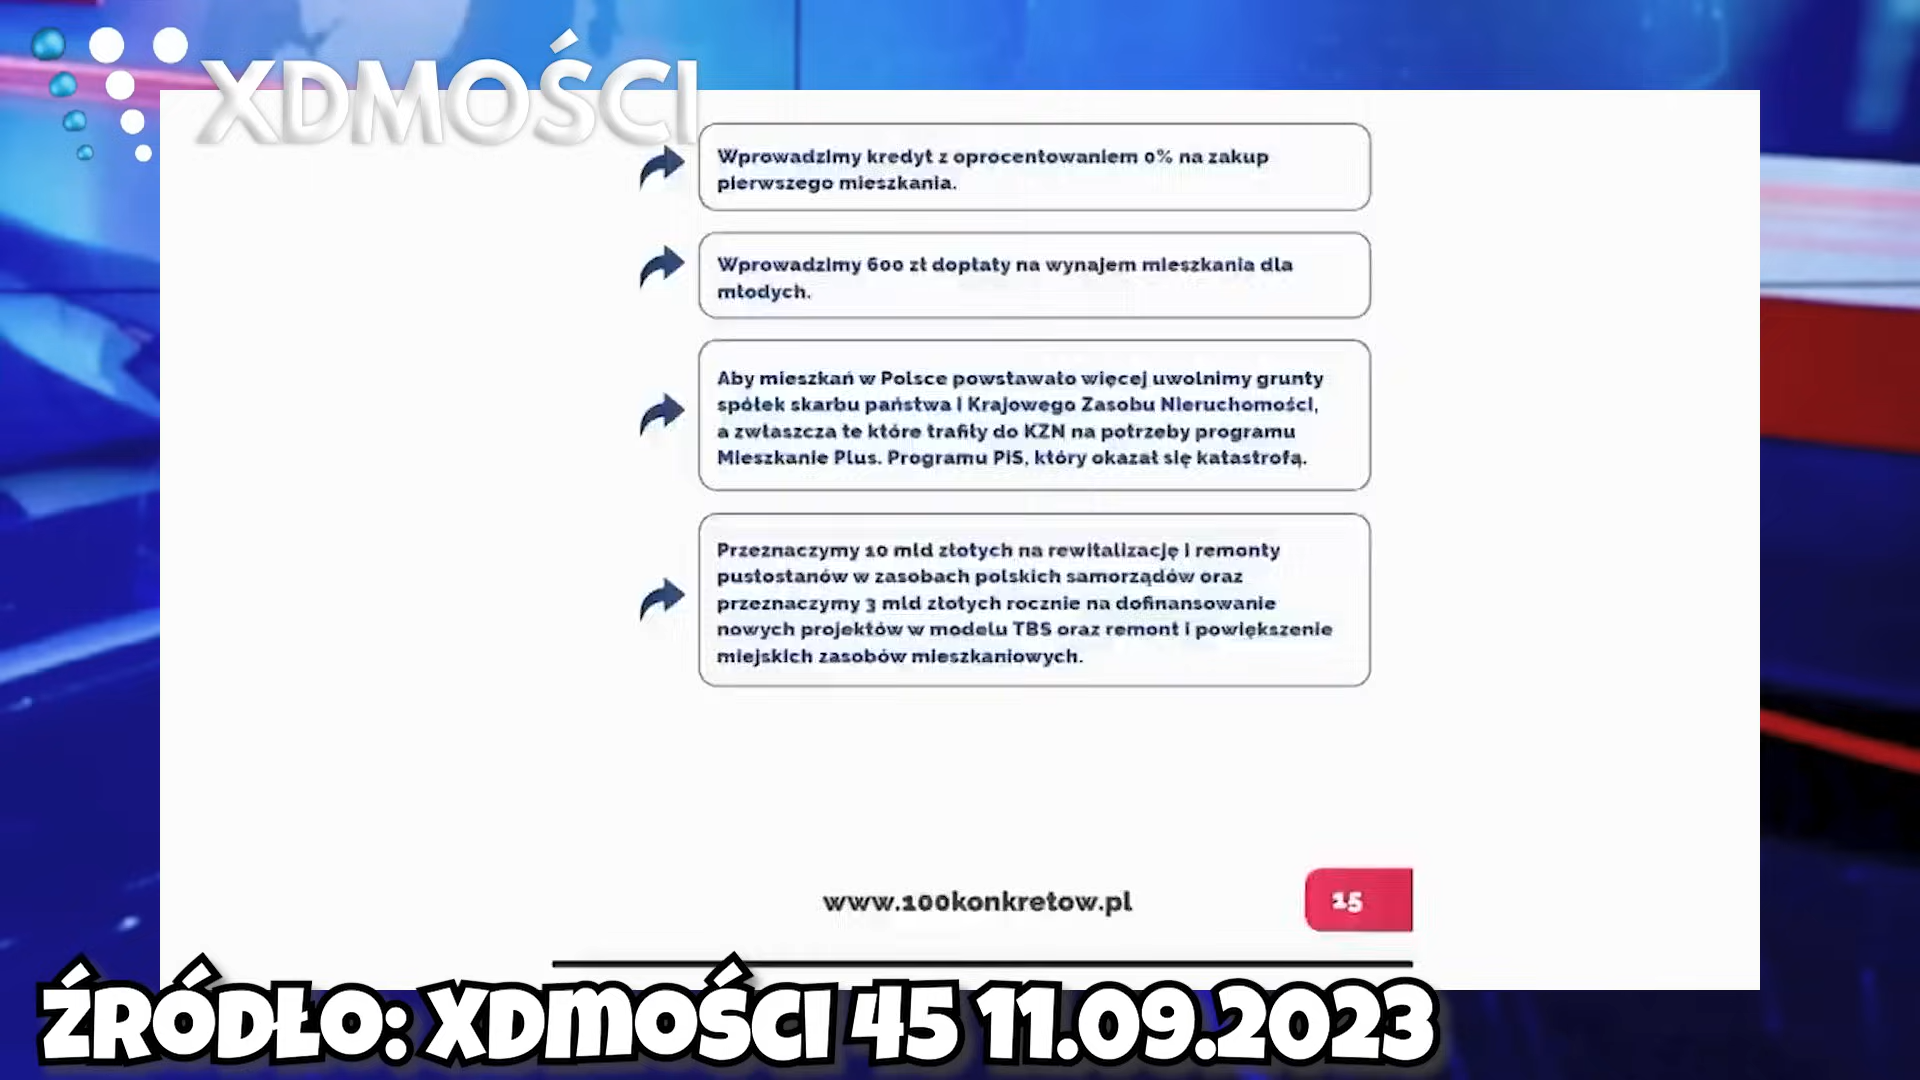 XDMOŚCI
Wprowadzimy kredyt z oprocentowaniem 0% na zakup
pierwszego mieszkania.
Wprowadzimy 600 zł dopłaty na wynajem mieszkania dla
młodych.
Aby mieszkań w Polsce powstawało więcej uwolnimy grunty
spółek skarbu państwa i Krajowego Zasobu Nieruchomości,
a zwłaszcza te które trafiły do KZN na potrzeby programu
Mieszkanie Plus. Programu PiS, który okazał się katastrofą.
Przeznaczymy 10 mld złotych na rewitalizację i remonty
pustostanów w zasobach polskich samorządów oraz
przeznaczymy 3 mld złotych rocznie na dofinansowanie
nowych projektów w modelu TBS oraz remont i powiększenie
miejskich zasobów mieszkaniowych.
www.100konkretow.pl
15
ŹRÓDŁO: XDMOŚCI 45 11.09.2023